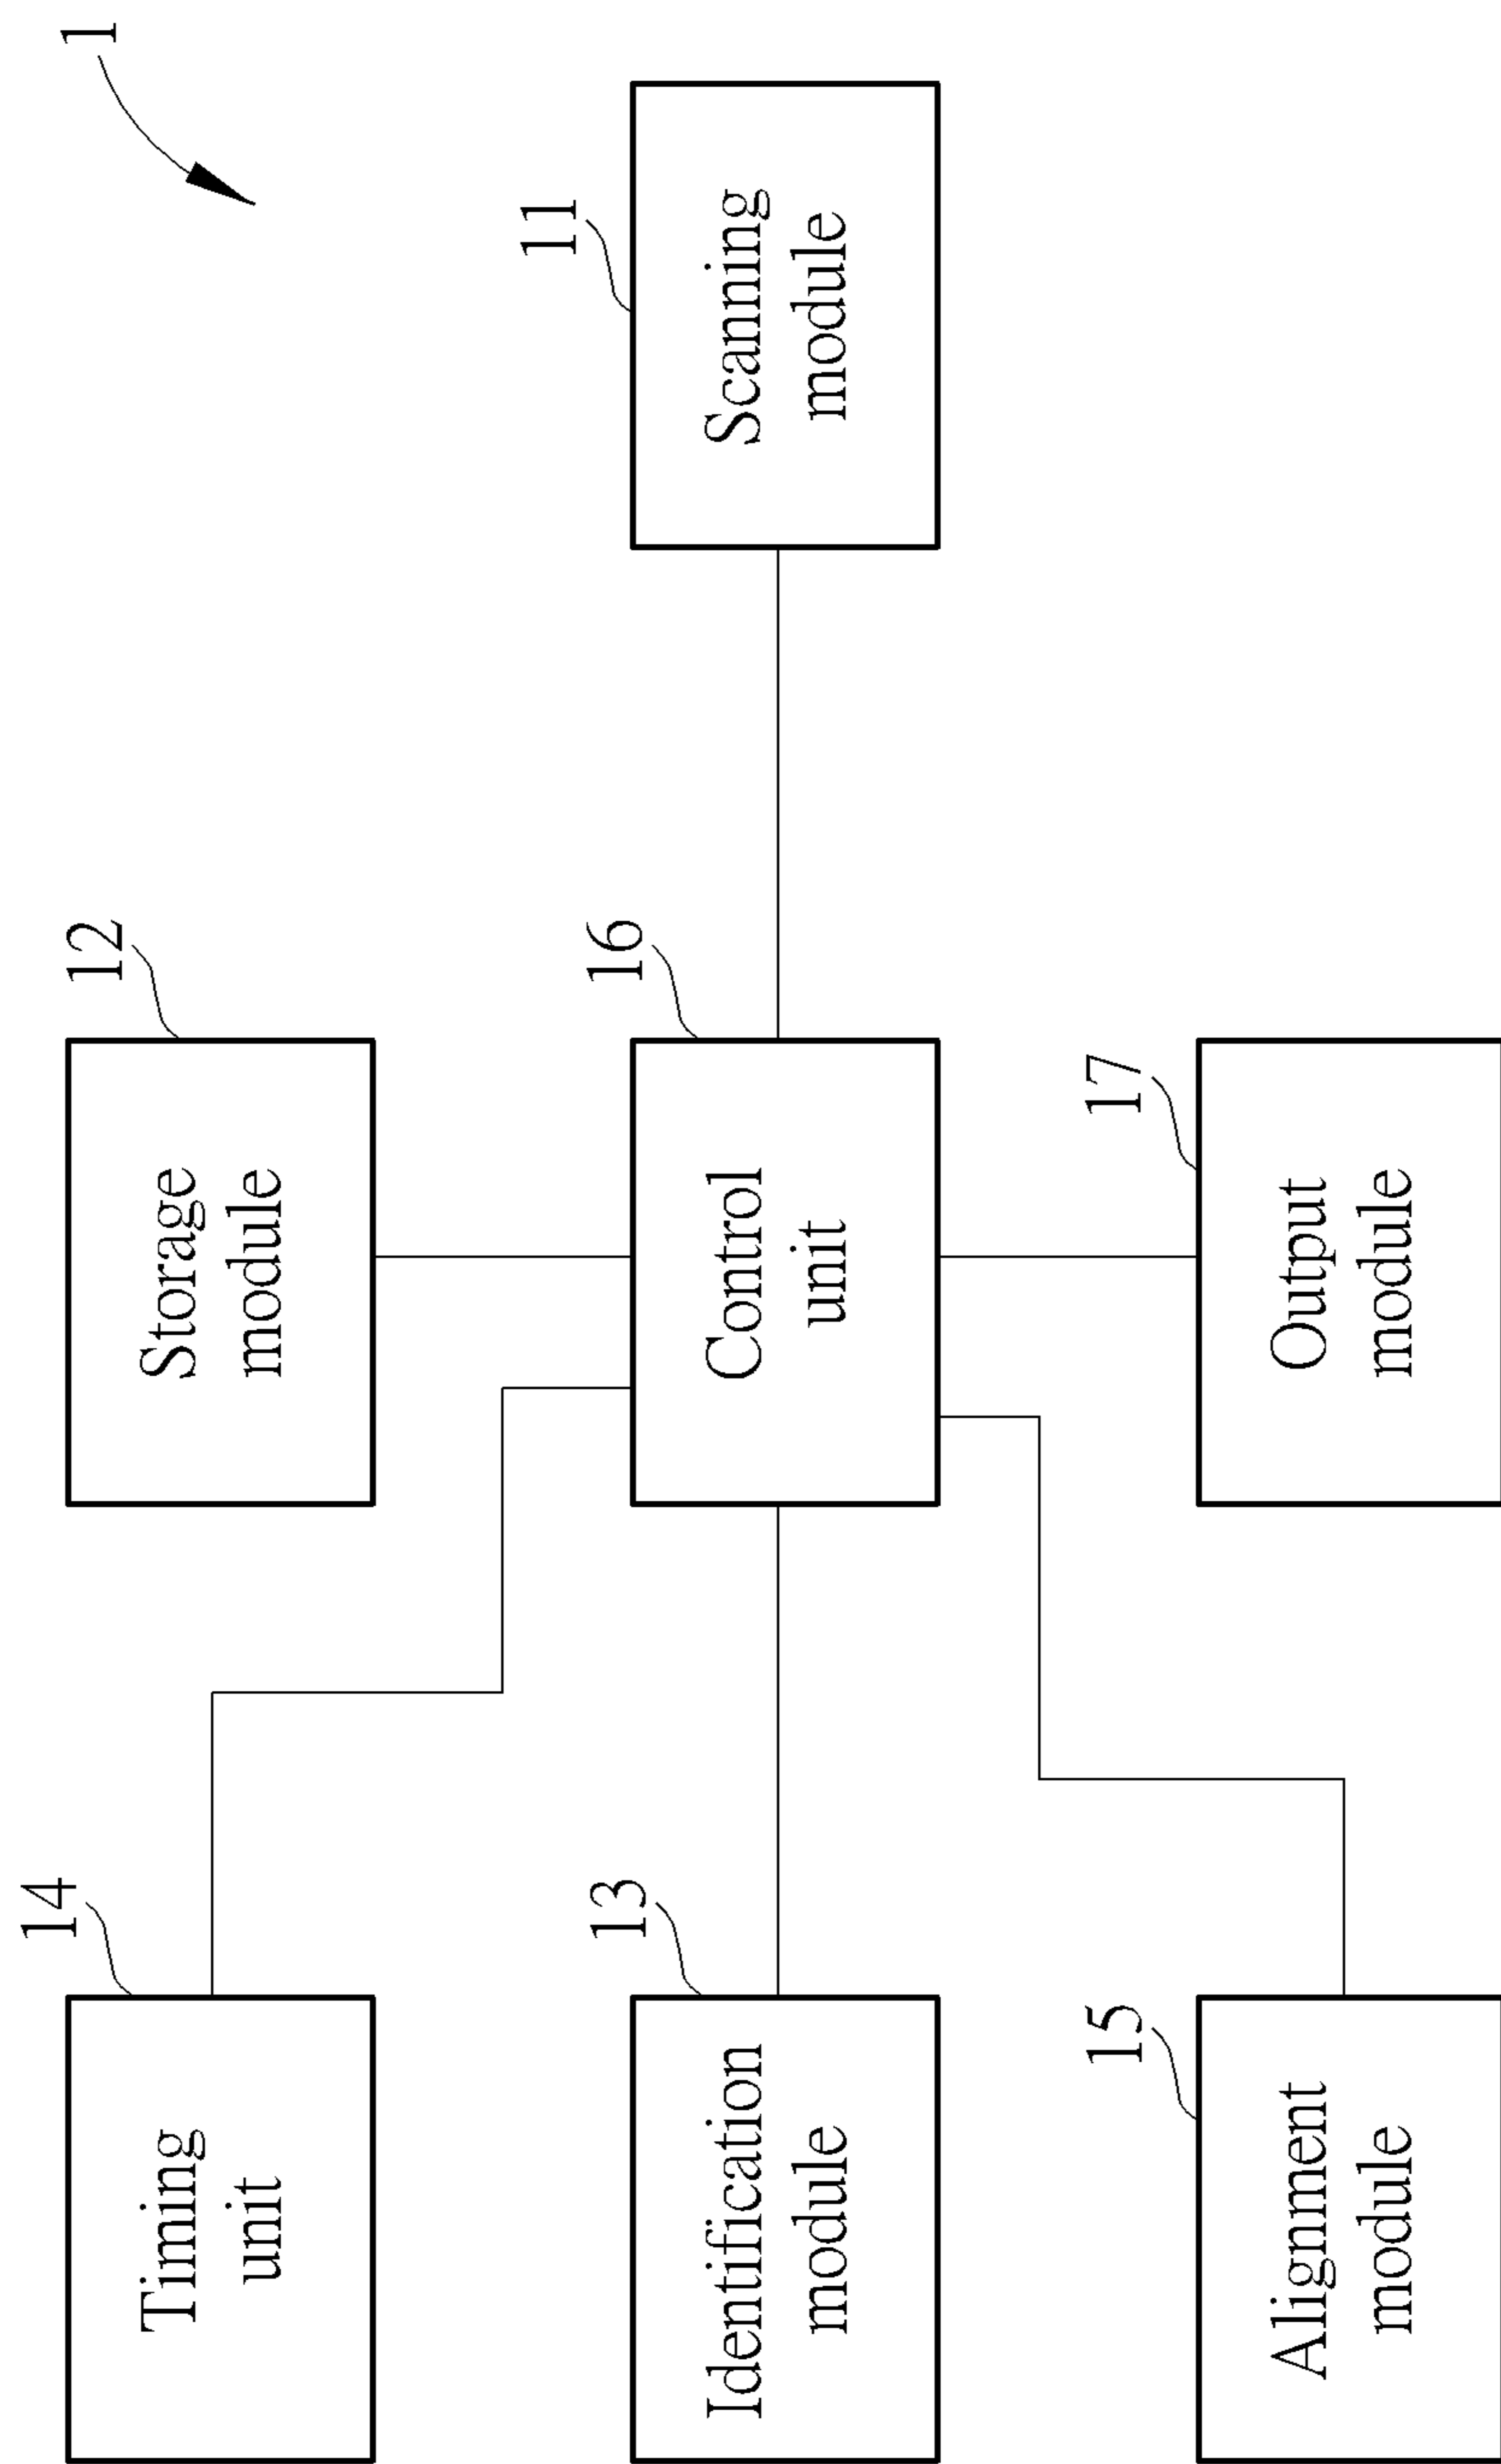 1
14
Timing
unit
12
Storage
module
13
Identification
module
16
Control
unit
11
Scanning
module
15
Alignment
module
17
Output
module